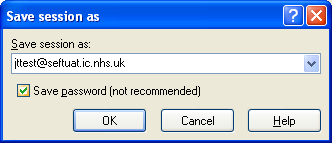 Save session as
Save session as:
jttest@seftuat.ic.nhs.uk
Save password (not recommended)
OK Cancel Help